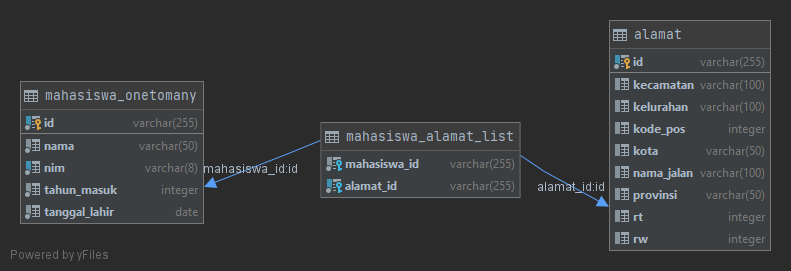 mahasiswa_onetomany
id varchar(255)
nama varchar(50)
nim varchar(8)
tahun_masuk integer
tanggal_lahir date
mahasiswa_id:id
mahasiswa_alamat_list
mahasiswa_id varchar(255)
alamat_id varchar(255)
alamat_id:id
alamat
id varchar(255)
kecamatan varchar(100)
kelurahan varchar(100)
kode_pos integer
kota varchar(50)
nama_jalan varchar(100)
provinsi varchar(50)
rt integer
rw integer
Powered by yFiles